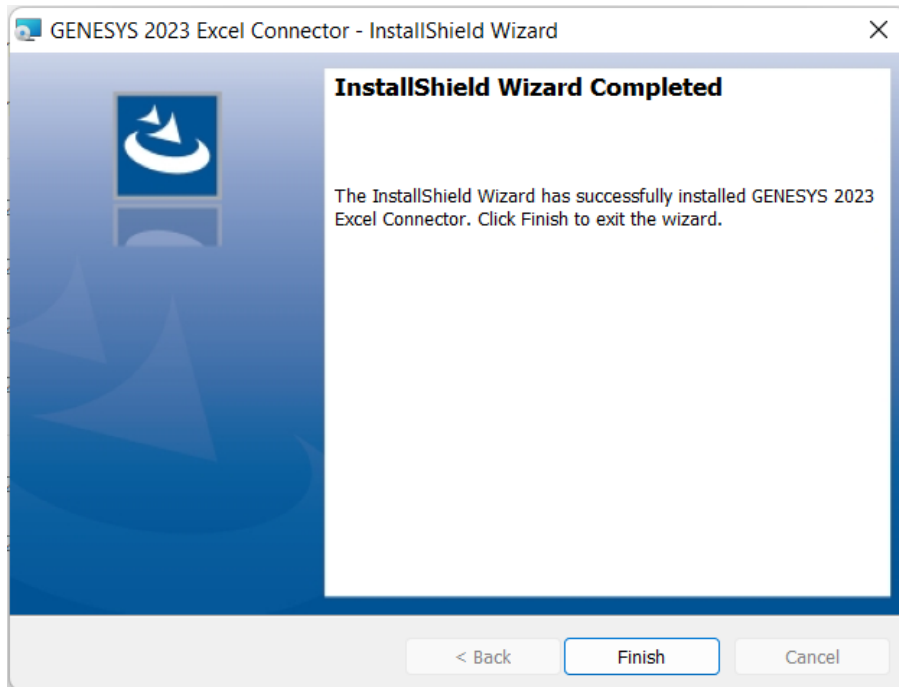 GENESYS 2023 Excel Connector - InstallShield Wizard
InstallShield Wizard Completed
The InstallShield Wizard has successfully installed GENESYS 2023
Excel Connector. Click Finish to exit the wizard.
< Back
Finish
Cancel